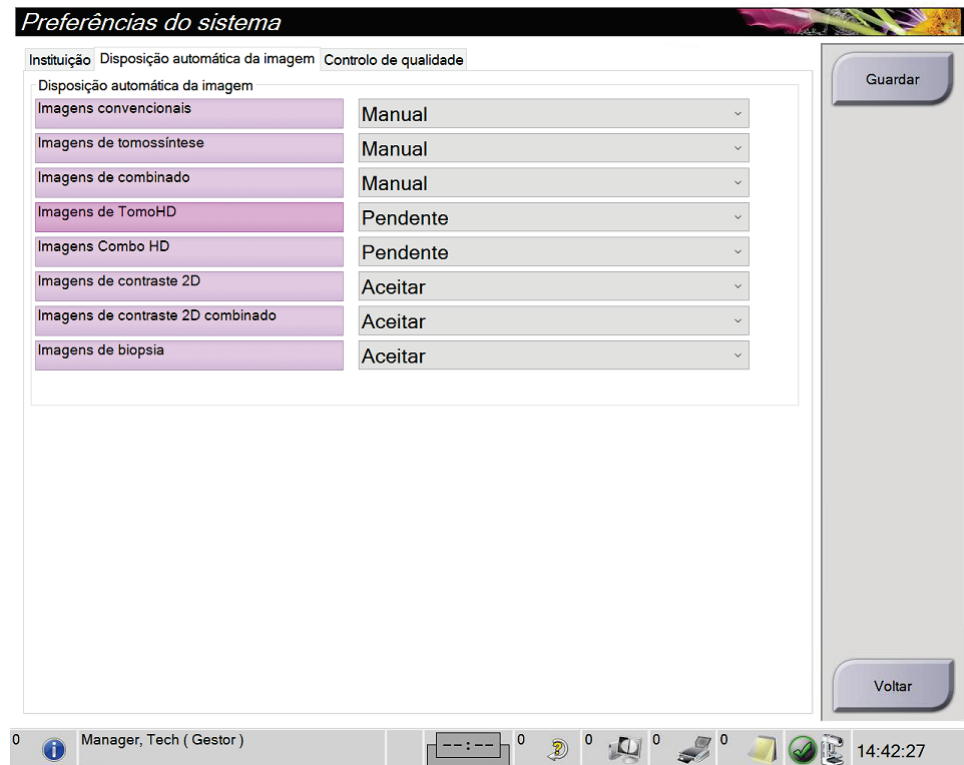 Preferências do sistema
Instituição Disposição automática da imagem Controlo de qualidade
Guardar
Disposição automática da imagem
Imagens convencionais Manual
Imagens de tomossíntese Manual
Imagens de combinado Manual
Imagens de TomoHD Pendente
Imagens Combo HD Pendente
Imagens de contraste 2D Aceitar
Imagens de contraste 2D combinado Aceitar
Imagens de biopsia Aceitar
Voltar
0 Manager, Tech ( Gestor ) --:-- 0 0 0 0 14:42:27